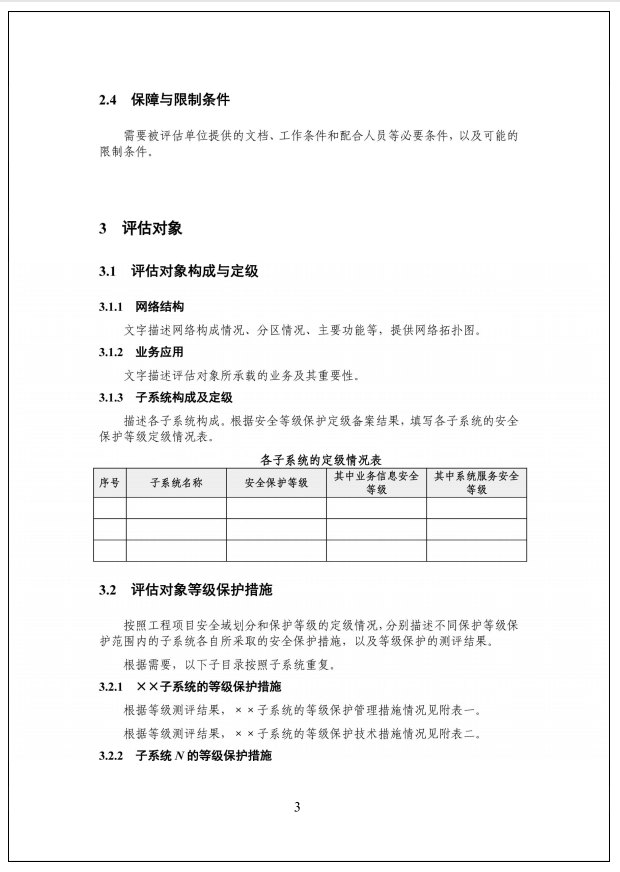 2.4 保障与限制条件
需要被评估单位提供的文档、工作条件和配合人员等必要条件，以及可能的
限制条件。
3 评估对象
3.1 评估对象构成与定级
3.1.1 网络结构
文字描述网络构成情况、分区情况、主要功能等，提供网络拓扑图。
3.1.2 业务应用
文字描述评估对象所承载的业务及其重要性。
3.1.3 子系统构成及定级
描述各子系统构成。根据安全等级保护定级备案结果，填写各子系统的安全
保护等级定级情况表。
各子系统的定级情况表
序号 子系统名称 安全保护等级 其中业务信息安全等级 其中系统服务安全等级
3.2 评估对象等级保护措施
按照工程项目安全域划分和保护等级的定级情况，分别描述不同保护等级保
护范围内的子系统各自所采取的安全保护措施，以及等级保护的测评结果。
根据需要，以下子目录按照子系统重复。
3.2.1 ××子系统的等级保护措施
根据等级测评结果，××子系统的等级保护管理措施情况见附表一。
根据等级测评结果，××子系统的等级保护技术措施情况见附表二。
3.2.2 子系统 N 的等级保护措施
3